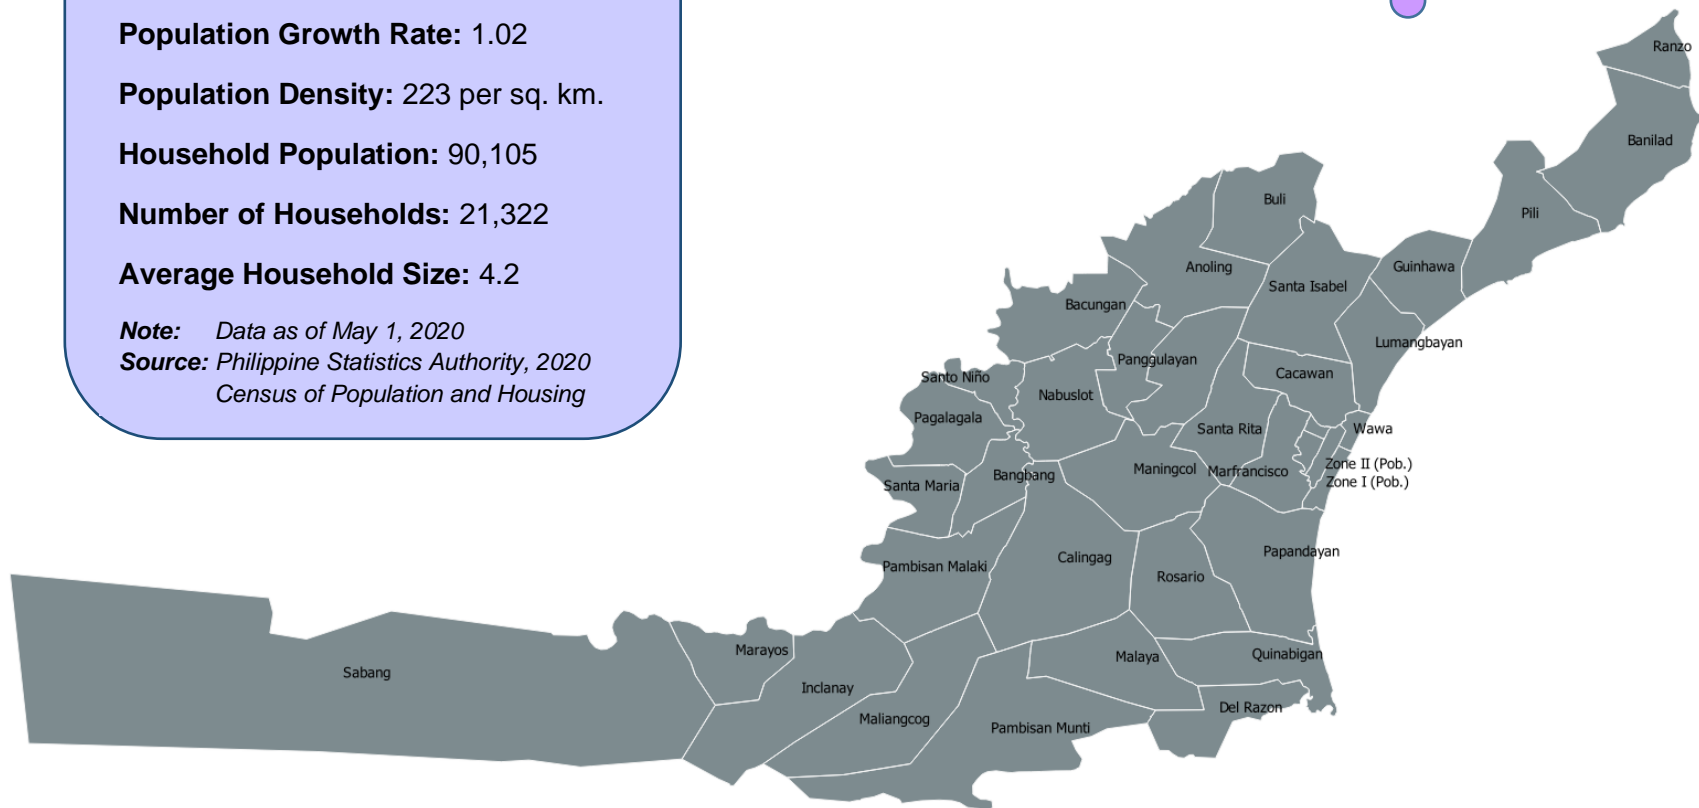 Population Growth Rate: 1.02
Population Density: 223 per sq. km.
Household Population: 90,105
Number of Households: 21,322
Average Household Size: 4.2
Note: Data as of May 1, 2020
Source: Philippine Statistics Authority, 2020
Census of Population and Housing
Ranzo
Banilad
Buli
Pili
Anoling
Guinhawa
Santa Isabel
Bacungan
Lumangbayan
Panggulayan
Cacawan
Santo Niño
Nabuslot
Pagalagala
Santa Rita
Wawa
Zone II (Pob.)
Maningcol
Marfrancisco
Bangbang
Zone I (Pob.)
Santa Maria
Papandayan
Calingag
Pambisan Malaki
Rosario
Marayos
Quinabigan
Malaya
Sabang
Inclanay
Del Razon
Maliangcog
Pambisan Munti